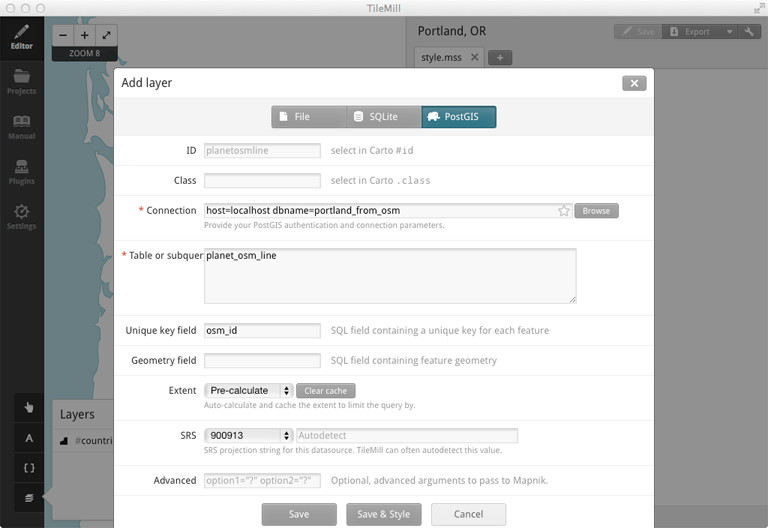 TileMill
Editor
Projects
Manual
Plugins
Settings
ZOOM 8
Portland, OR
Save
Export
style.mss
Add layer
File
SQLite
PostGIS
ID planetosmline select in Carto #id
Class select in Carto .class
* Connection host=localhost dbname=portland_from_osm Browse
Provide your PostGIS authentication and connection parameters.
* Table or subquer planet_osm_line
Unique key field osm_id SQL field containing a unique key for each feature
Geometry field SQL field containing feature geometry
Extent Pre-calculate Clear cache
Auto-calculate and cache the extent to limit the query by.
SRS 900913 Autodetect
SRS projection string for this datasource. TileMill can often autodetect this value.
Advanced option1="?" option2="?" Optional, advanced arguments to pass to Mapnik.
Save
Save & Style
Cancel
A
{ }
Layers
#countri